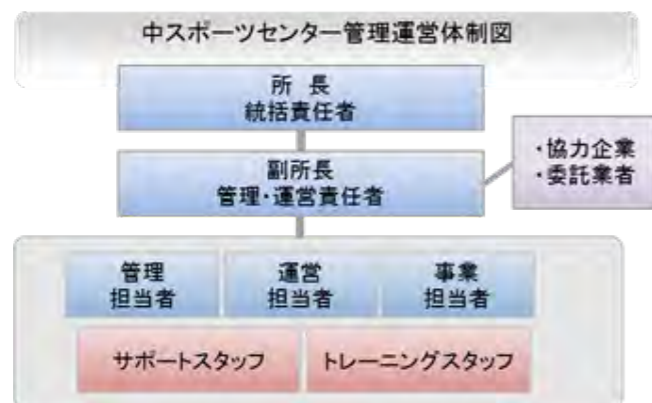 中スポーツセンター管理運営体制図
所 長
統括責任者
副所長
管理・運営責任者
・協力企業
・委託業者
管理
担当者
運営
担当者
事業
担当者
サポートスタッフ
トレーニングスタッフ